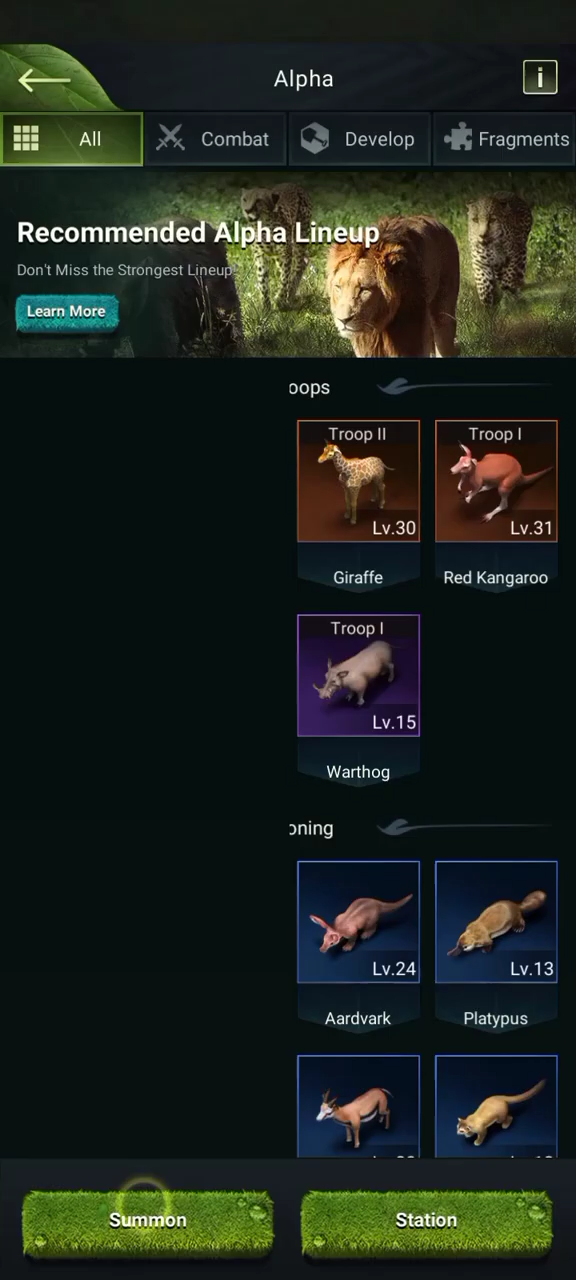 Alpha
i
All
Combat
Develop
Fragments
Recommended Alpha Lineup
Don't Miss the Strongest Lineup!
Learn More
oops
Troop II
Troop I
Lv.30
Lv.31
Giraffe
Red Kangaroo
Troop I
Lv.15
Warthog
oning
Lv.24
Lv.13
Aardvark
Platypus
Summon
Station